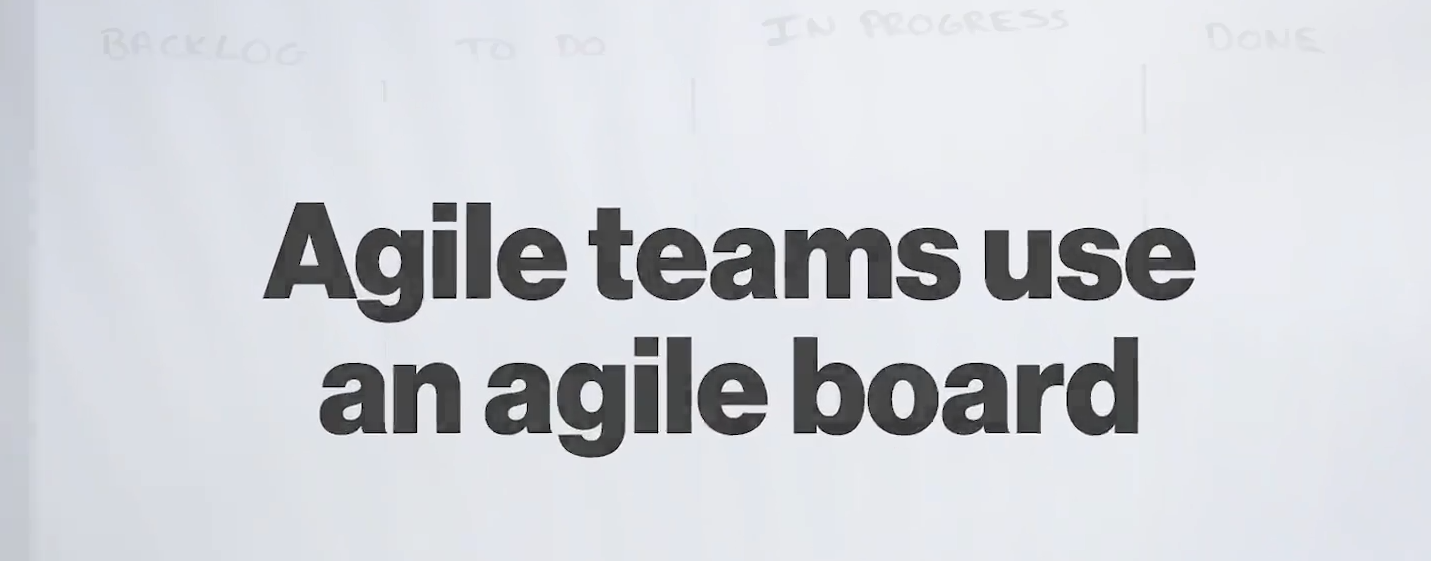 BACKLOG TO DO IN PROGRESS DONE
Agile teams use
an agile board